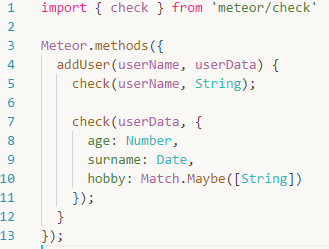 1 import { check } from 'meteor/check'
2
3 Meteor.methods({
4   addUser(userName, userData) {
5     check(userName, String);
6
7     check(userData, {
8       age: Number,
9       surname: Date,
10       hobby: Match.Maybe([String])
11     });
12   }
13 });